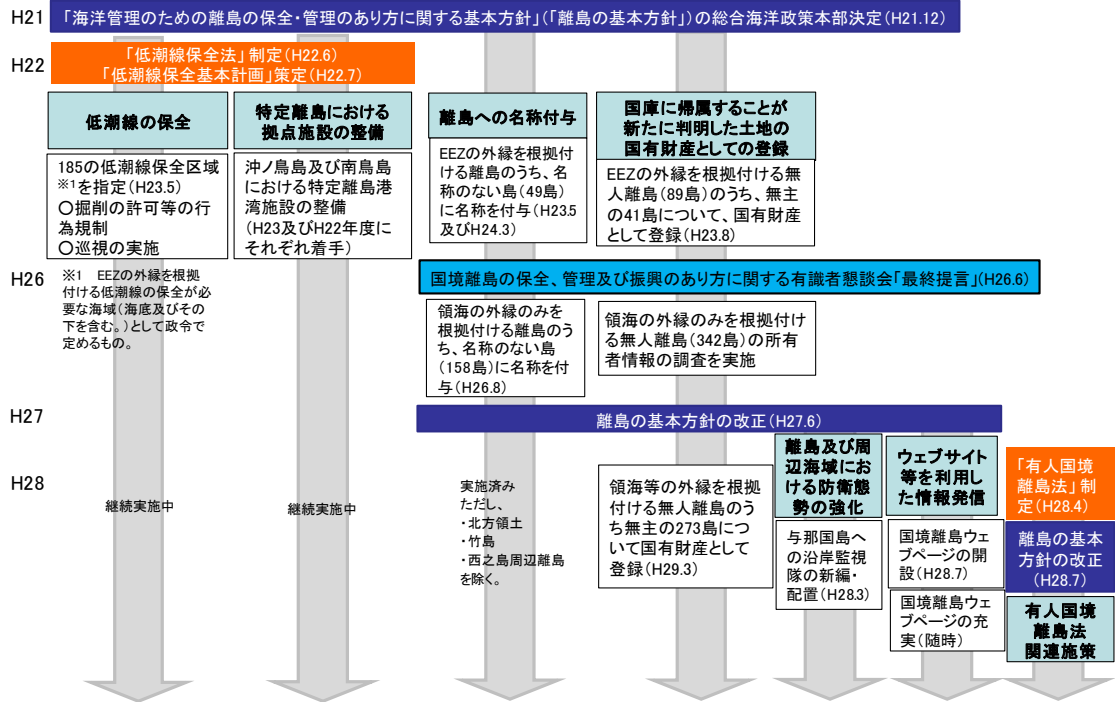 H21
「海洋管理のための離島の保全・管理のあり方に関する基本方針」(「離島の基本方針」)の総合海洋政策本部決定(H21.12)
H22
「低潮線保全法」制定(H22.6)
「低潮線保全基本計画」策定(H22.7)
低潮線の保全
185の低潮線保全区域
※1を指定(H23.5)
○掘削の許可等の行
為規制
○巡視の実施
※1 EEZの外縁を根拠
付ける低潮線の保全が必
要な海域(海底及びその
下を含む。)として政令で
定めるもの。
特定離島における
拠点施設の整備
沖ノ鳥島及び南鳥島
における特定離島港
湾施設の整備
(H23及びH22年度に
それぞれ着手)
離島への名称付与
EEZの外縁を根拠付
ける離島のうち、名
称のない島(49島)
に名称を付与(H23.5
及びH24.3)
国庫に帰属することが
新たに判明した土地の
国有財産としての登録
EEZの外縁を根拠付ける無
人離島(89島)のうち、無主
の41島について、国有財産
として登録(H23.8)
H26
国境離島の保全、管理及び振興のあり方に関する有識者懇談会「最終提言」(H26.6)
領海の外縁のみを
根拠付ける離島のう
ち、名称のない島
(158島)に名称を付
与(H26.8)
領海の外縁のみを根拠付け
る無人離島(342島)の所有
者情報の調査を実施
H27
離島の基本方針の改正(H27.6)
H28
継続実施中
継続実施中
実施済み
ただし、
・北方領土
・竹島
・西之島周辺離島
を除く。
領海等の外縁を根拠
付ける無人離島のう
ち無主の273島につ
いて国有財産として
登録(H29.3)
離島及び周
辺海域にお
ける防衛態
勢の強化
与那国島へ
の沿岸監視
隊の新編・
配置(H28.3)
ウェブサイト
等を利用し
た情報発信
国境離島ウェ
ブページの開
設(H28.7)
国境離島ウェ
ブページの充
実(随時)
「有人国境
離島法」制
定(H28.4)
離島の基本
方針の改正
(H28.7)
有人国境
離島法
関連施策